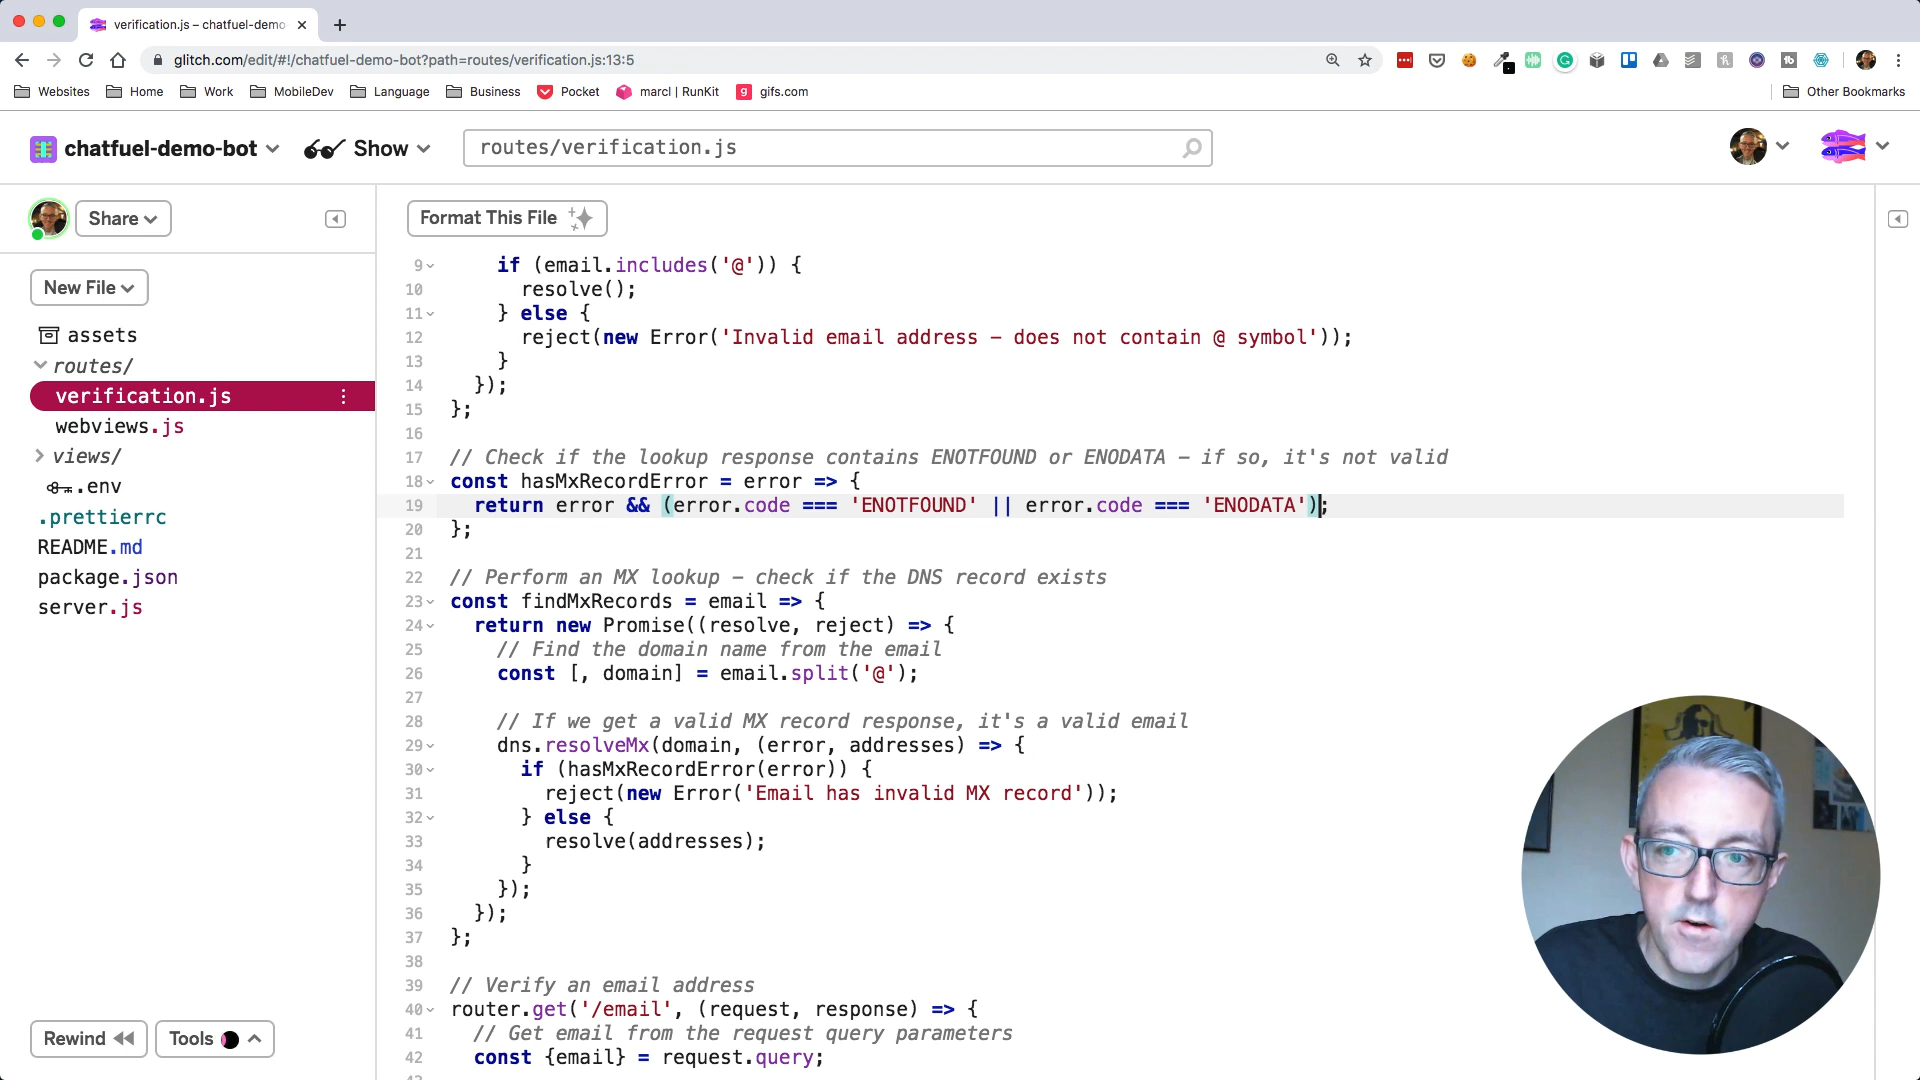 verification.js – chatfuel-demo
glitch.com/edit/#!/chatfuel-demo-bot?path=routes/verification.js:13:5
Websites Home Work MobileDev Language Business Pocket marcl | RunKit gifs.com Other Bookmarks
chatfuel-demo-bot Show routes/verification.js
Share
Format This File
New File
assets
routes/
verification.js
webviews.js
views/
.env
.prettierrc
README.md
package.json
server.js
Rewind Tools
9 if (email.includes('@')) {
10 resolve();
11 } else {
12 reject(new Error('Invalid email address – does not contain @ symbol'));
13 }
14 });
15 };
16
17 // Check if the lookup response contains ENOTFOUND or ENODATA – if so, it's not valid
18 const hasMxRecordError = error => {
19 return error && (error.code === 'ENOTFOUND' || error.code === 'ENODATA');
20 };
21
22 // Perform an MX lookup – check if the DNS record exists
23 const findMxRecords = email => {
24 return new Promise((resolve, reject) => {
25 // Find the domain name from the email
26 const [, domain] = email.split('@');
27
28 // If we get a valid MX record response, it's a valid email
29 dns.resolveMx(domain, (error, addresses) => {
30 if (hasMxRecordError(error)) {
31 reject(new Error('Email has invalid MX record'));
32 } else {
33 resolve(addresses);
34 }
35 });
36 });
37 };
38
39 // Verify an email address
40 router.get('/email', (request, response) => {
41 // Get email from the request query parameters
42 const {email} = request.query;